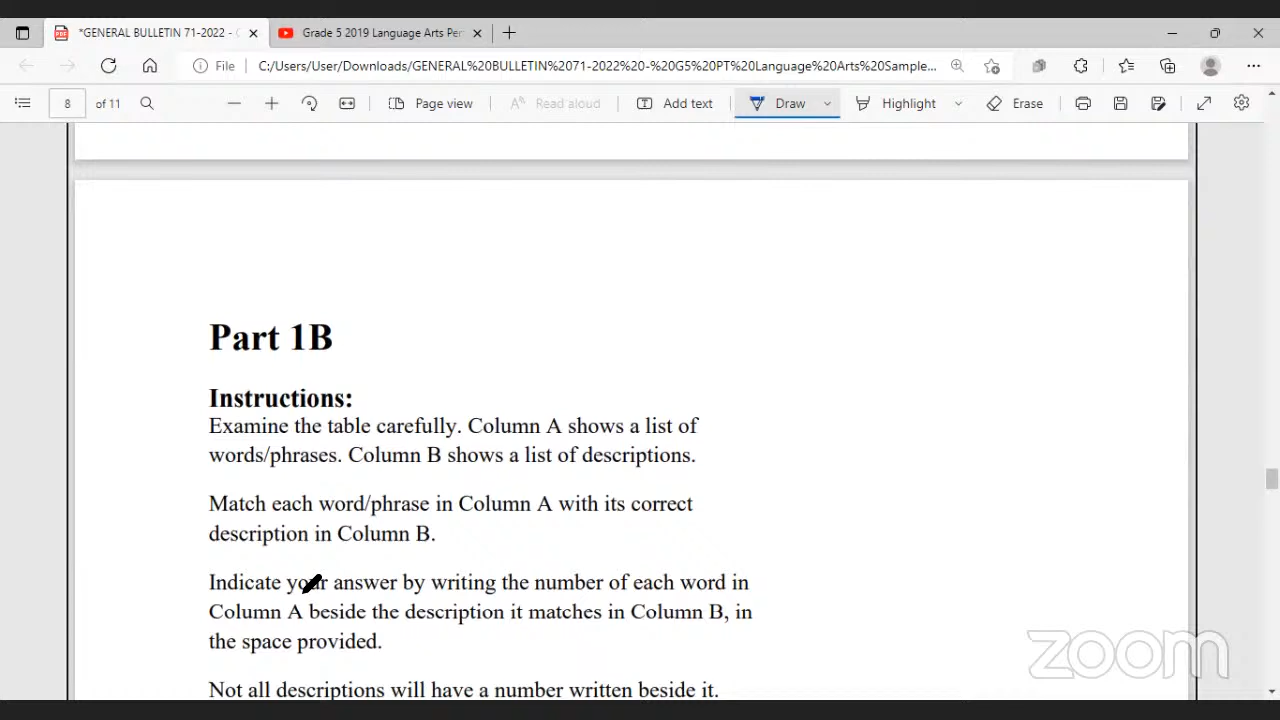 *GENERAL BULLETIN 71-2022 -
Grade 5 2019 Language Arts Per
File
C:/Users/User/Downloads/GENERAL%20BULLETIN%2071-2022%20-%20G5%20PT%20Language%20Arts%20Sample...
8 of 11
Page view
Read aloud
Add text
Draw
Highlight
Erase
Part 1B
Instructions:
Examine the table carefully. Column A shows a list of
words/phrases. Column B shows a list of descriptions.
Match each word/phrase in Column A with its correct
description in Column B.
Indicate your answer by writing the number of each word in
Column A beside the description it matches in Column B, in
the space provided.
Not all descriptions will have a number written beside it.
zoom